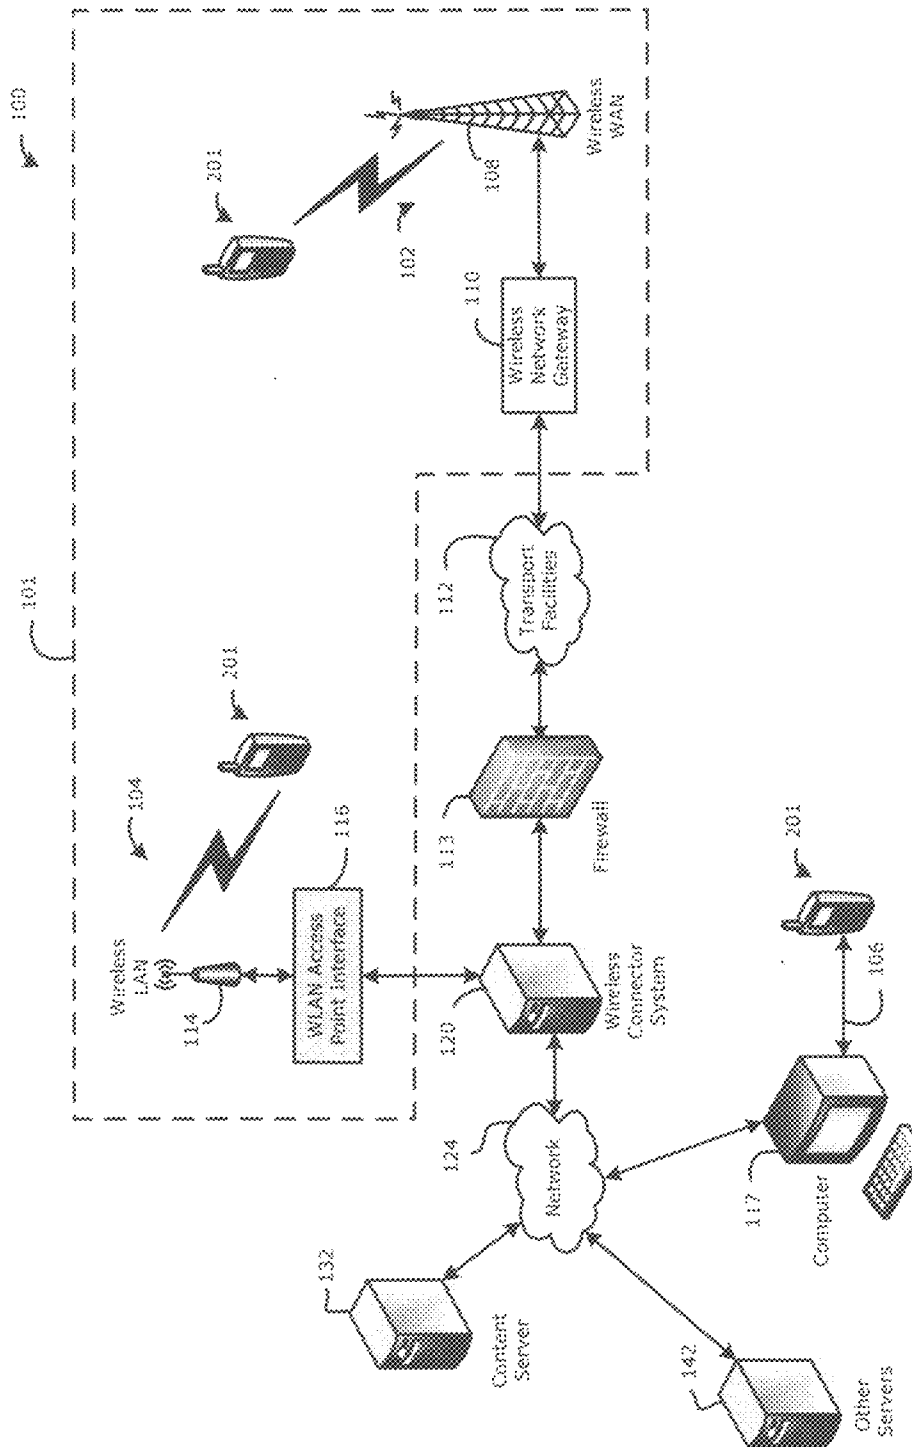 100
101
Wireless
LAN
104
201
201
114
WLAN Access
Point Interface
116
132
102
124
120
113
112
110
108
Content
Server
Network
Transport
Facilities
Wireless
Network
Gateway
Wireless
WAN
Firewall
Wireless
Connector
System
142
117
201
106
Computer
Other
Servers